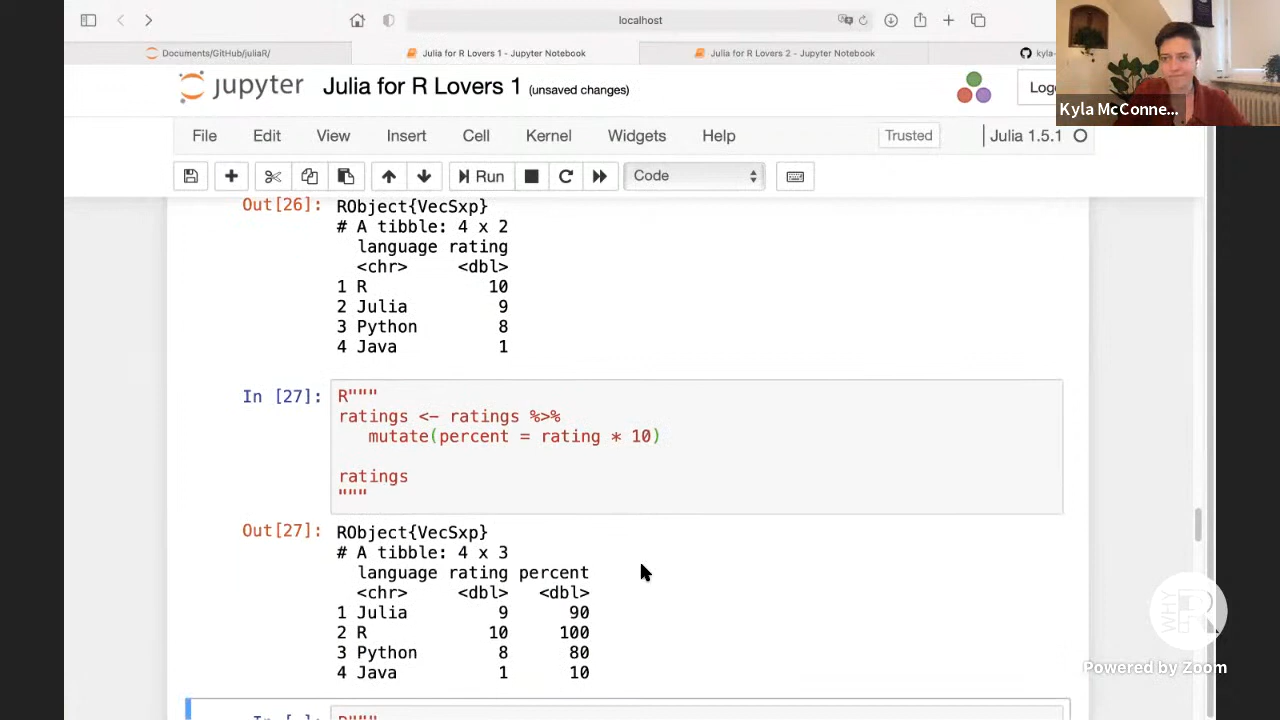 localhost
Documents/GitHub/juliaR/
Julia for R Lovers 1 - Jupyter Notebook
Julia for R Lovers 2 - Jupyter Notebook
kyla-
jupyter
Julia for R Lovers 1 (unsaved changes)
Logo
Kyla McConne...
File Edit View Insert Cell Kernel Widgets Help
Trusted
Julia 1.5.1
Run
Code
Out[26]: RObject{VecSxp}
# A tibble: 4 x 2
language rating
<chr> <dbl>
1 R 10
2 Julia 9
3 Python 8
4 Java 1
In [27]: R"""
ratings <- ratings %>%
mutate(percent = rating * 10)
ratings
"""
Out[27]: RObject{VecSxp}
# A tibble: 4 x 3
language rating percent
<chr> <dbl> <dbl>
1 Julia 9 90
2 R 10 100
3 Python 8 80
4 Java 1 10
WHY R
Powered by Zoom
In [ ]: R"""